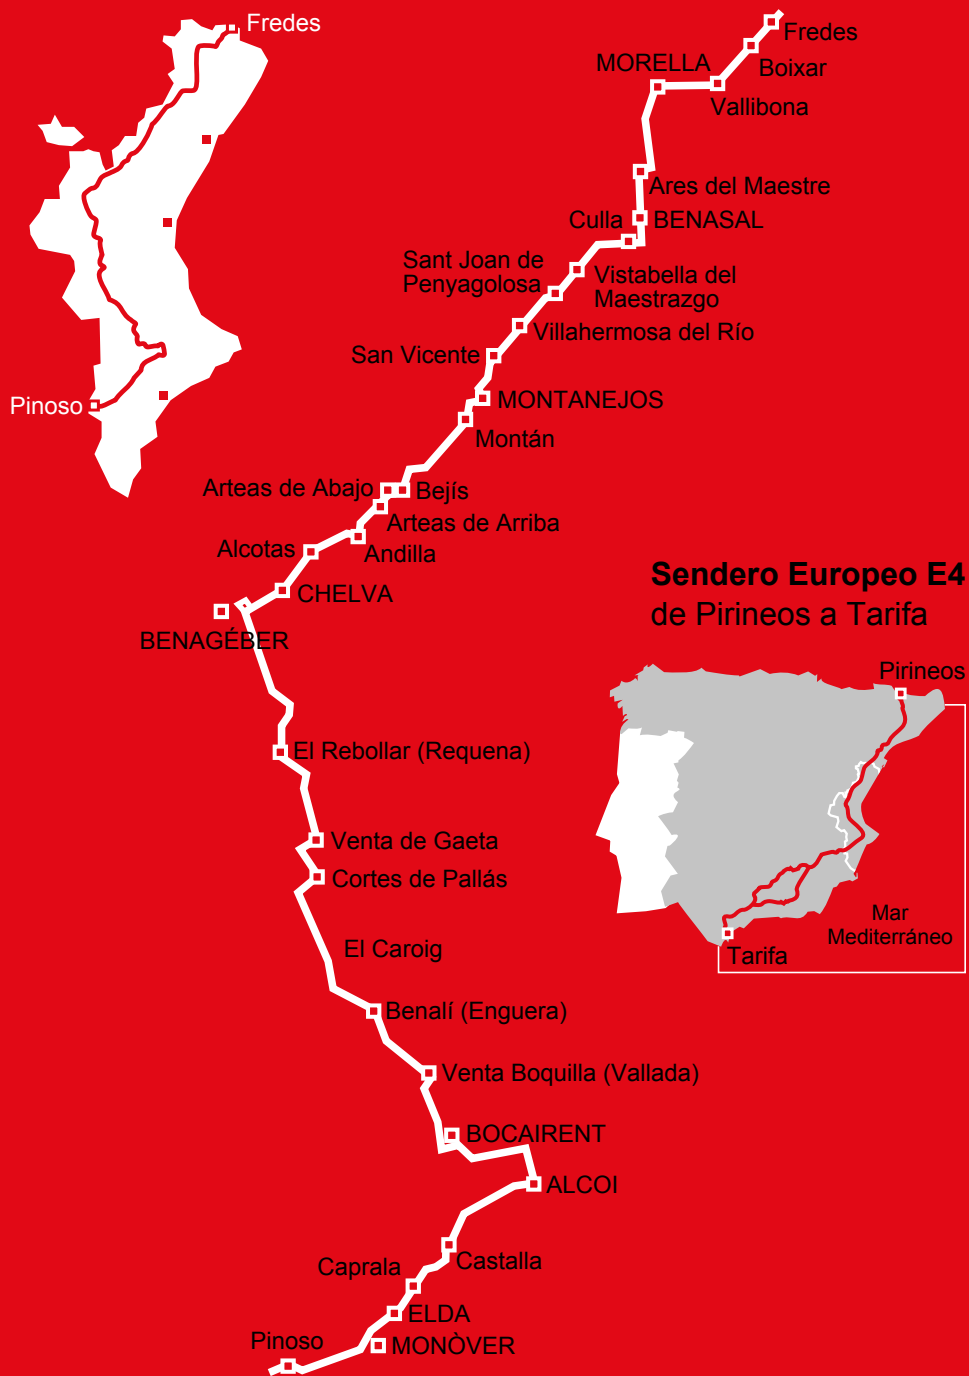 Fredes
Fredes
MORELLA
Boixar
Vallibona
Ares del Maestre
Culla
BENASAL
Sant Joan de
Penyagolosa
Vistabella del
Maestrazgo
Villahermosa del Río
San Vicente
MONTANEJOS
Pinoso
Montán
Arteas de Abajo
Bejís
Arteas de Arriba
Alcotas
Andilla
CHELVA
Sendero Europeo E4
de Pirineos a Tarifa
BENAGÉBER
Pirineos
El Rebollar (Requena)
Venta de Gaeta
Cortes de Pallás
Mar
Mediterráneo
El Caroig
Tarifa
Benalí (Enguera)
Venta Boquilla (Vallada)
BOCAIRENT
ALCOI
Castalla
Caprala
ELDA
Pinoso
MONÒVER